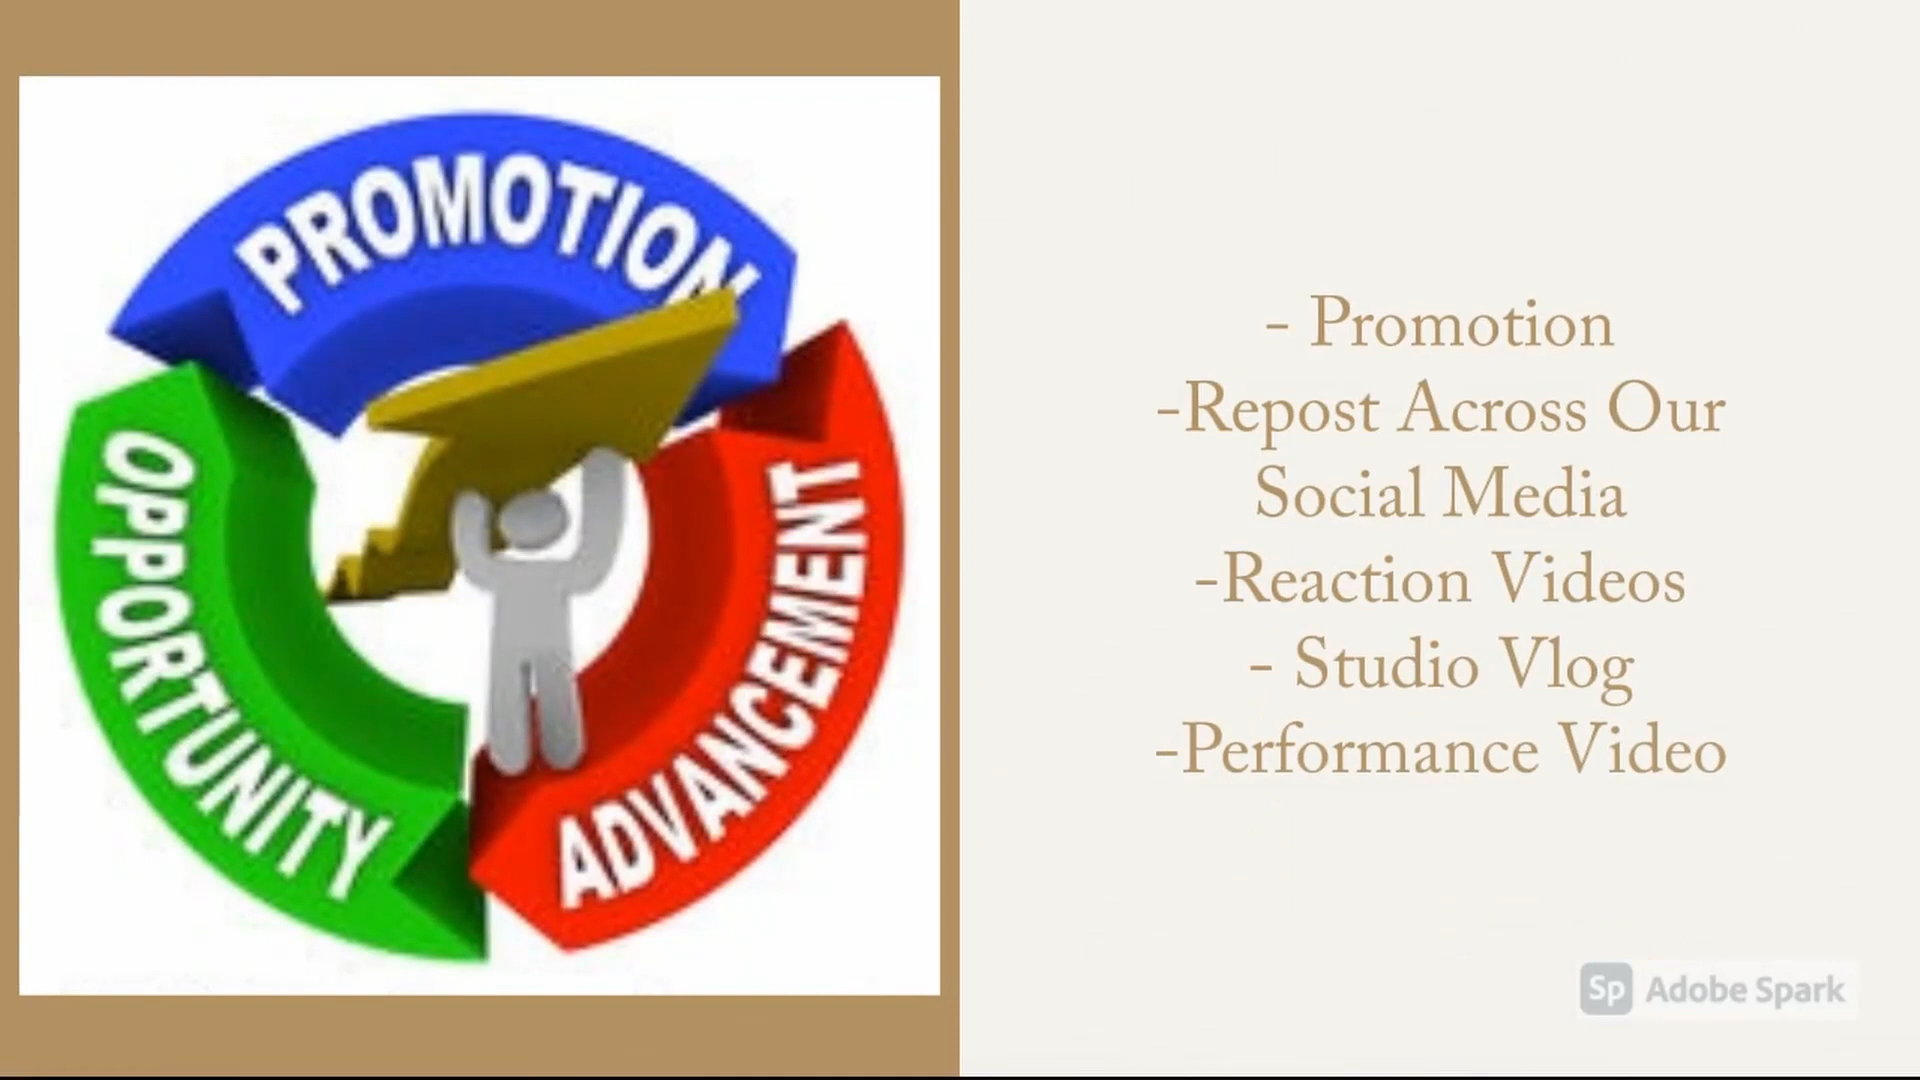 PROMOTION
OPPORTUNITY
ADVANCEMENT
- Promotion
-Repost Across Our
Social Media
-Reaction Videos
- Studio Vlog
-Performance Video
Sp Adobe Spark